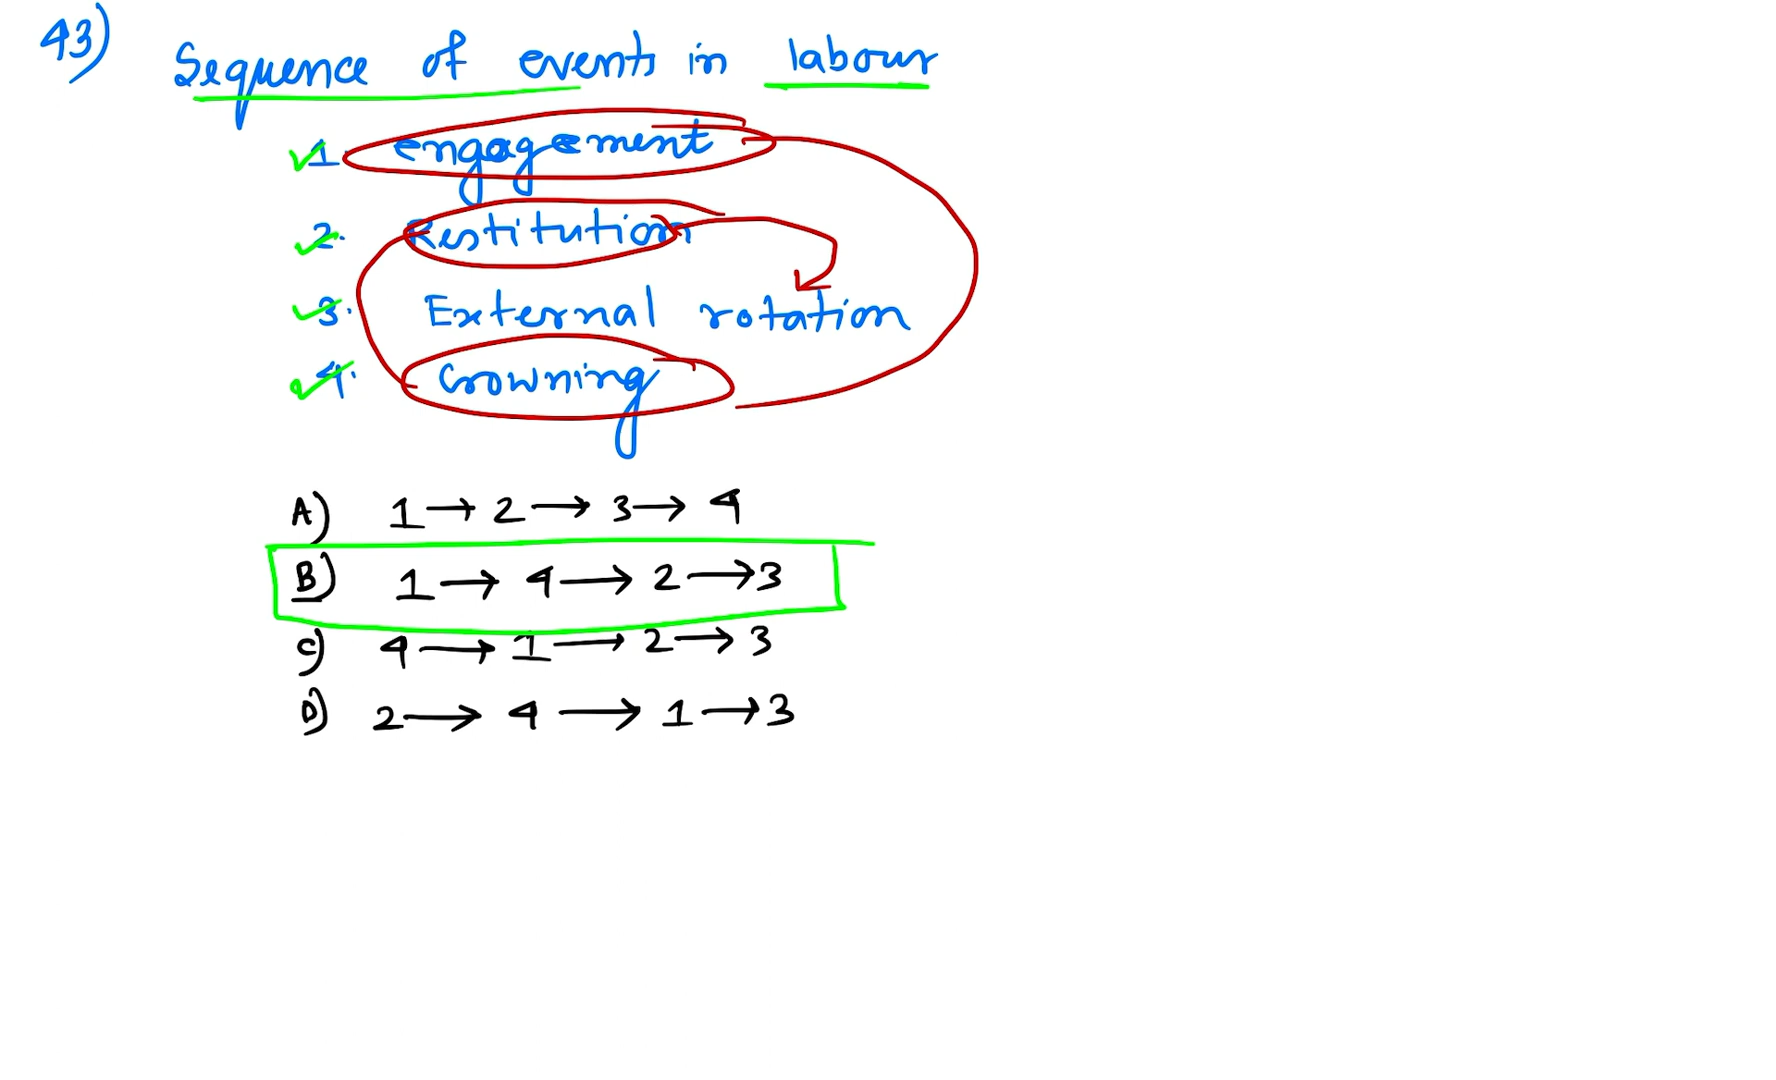 43) Sequence of events in labour
1. engagement
2. Restitution
3. External rotation
4. Crowning
A) 1 → 2 → 3 → 4
B) 1 → 4 → 2 → 3
C) 4 → 1 → 2 → 3
D) 2 → 4 → 1 → 3